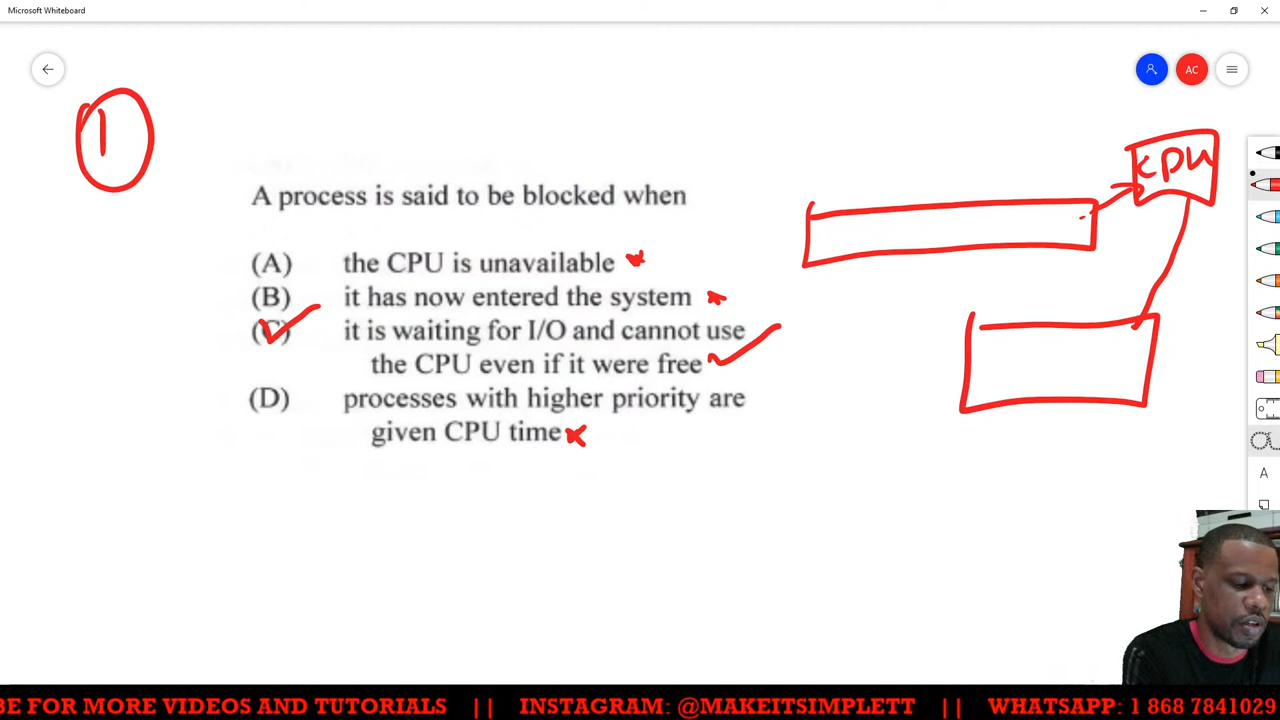 Microsoft Whiteboard
AC
1
CPU
A process is said to be blocked when
(A) the CPU is unavailable
(B) it has now entered the system
(C) it is waiting for I/O and cannot use
the CPU even if it were free
(D) processes with higher priority are
given CPU time
A
BE FOR MORE VIDEOS AND TUTORIALS || INSTAGRAM: @MAKEITSIMPLETT || WHATSAPP: 1 868 7841029